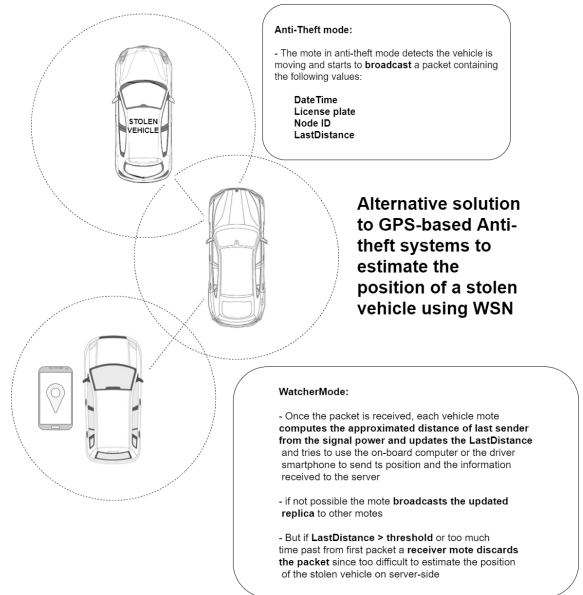 Anti-Theft mode:
- The mote in anti-theft mode detects the vehicle is
moving and starts to broadcast a packet containing
the following values:
DateTime
License plate
Node ID
LastDistance
STOLEN
VEHICLE
Alternative solution
to GPS-based Anti-
theft systems to
estimate the
position of a stolen
vehicle using WSN
WatcherMode:
- Once the packet is received, each vehicle mote
computes the approximated distance of last sender
from the signal power and updates the LastDistance
and tries to use the on-board computer or the driver
smartphone to send ts position and the information
received to the server
- if not possible the mote broadcasts the updated
replica to other motes
- But if LastDistance > threshold or too much
time past from first packet a receiver mote discards
the packet since too difficult to estimate the position
of the stolen vehicle on server-side